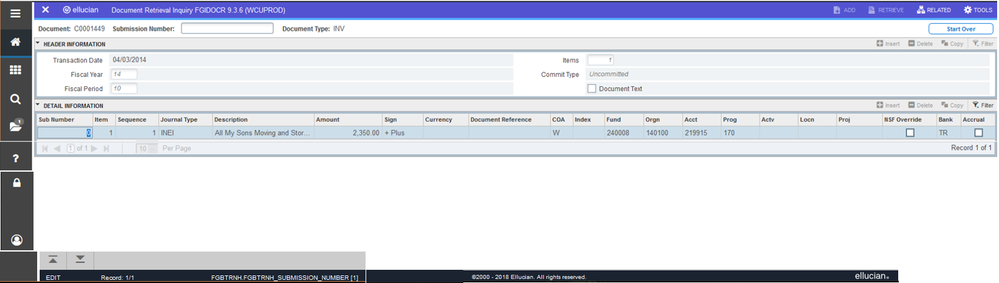 ellucian Document Retrieval Inquiry FGIDOCR 9.3.6 (WCUPROD) ADD RETRIEVE RELATED TOOLS
Document: C0001449 Submission Number: Document Type: INV Start Over
HEADER INFORMATION Insert Delete Copy Filter
Transaction Date 04/03/2014 Items 1
Fiscal Year 14 Commit Type Uncommitted
Fiscal Period 10 Document Text
DETAIL INFORMATION Insert Delete Copy Filter
Sub Number Item Sequence Journal Type Description Amount Sign Currency Document Reference COA Index Fund Orgn Acct Prog Actv Locn Proj NSF Override Bank Accrual
0 1 1 INEI All My Sons Moving and Stor... 2,350.00 + Plus W 240008 140100 219915 170 TR
1 of 1 10 Per Page Record 1 of 1
1
?
EDIT Record: 1/1 FGBTRNH.FGBTRNH_SUBMISSION_NUMBER [1] ©2000 - 2018 Ellucian. All rights reserved. ellucian